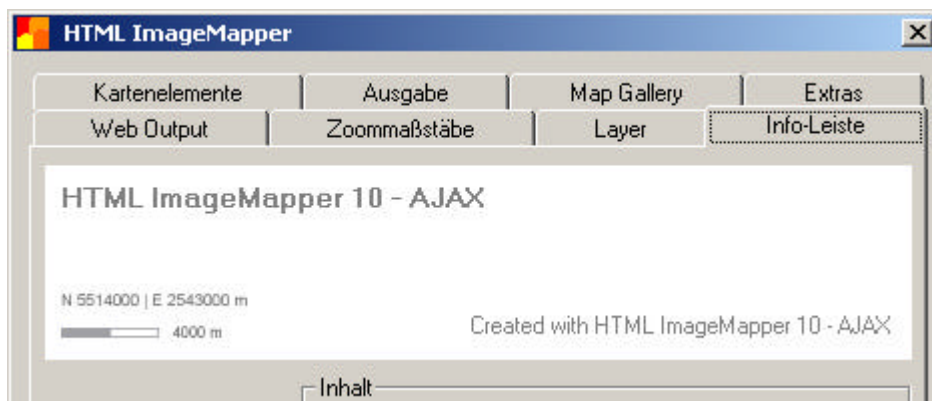 HTML ImageMapper
Kartenelemente Ausgabe Map Gallery Extras
Web Output Zoommaßstäbe Layer Info-Leiste
HTML ImageMapper 10 - AJAX
N 5514000 | E 2543000 m
4000 m
Created with HTML ImageMapper 10 - AJAX
Inhalt